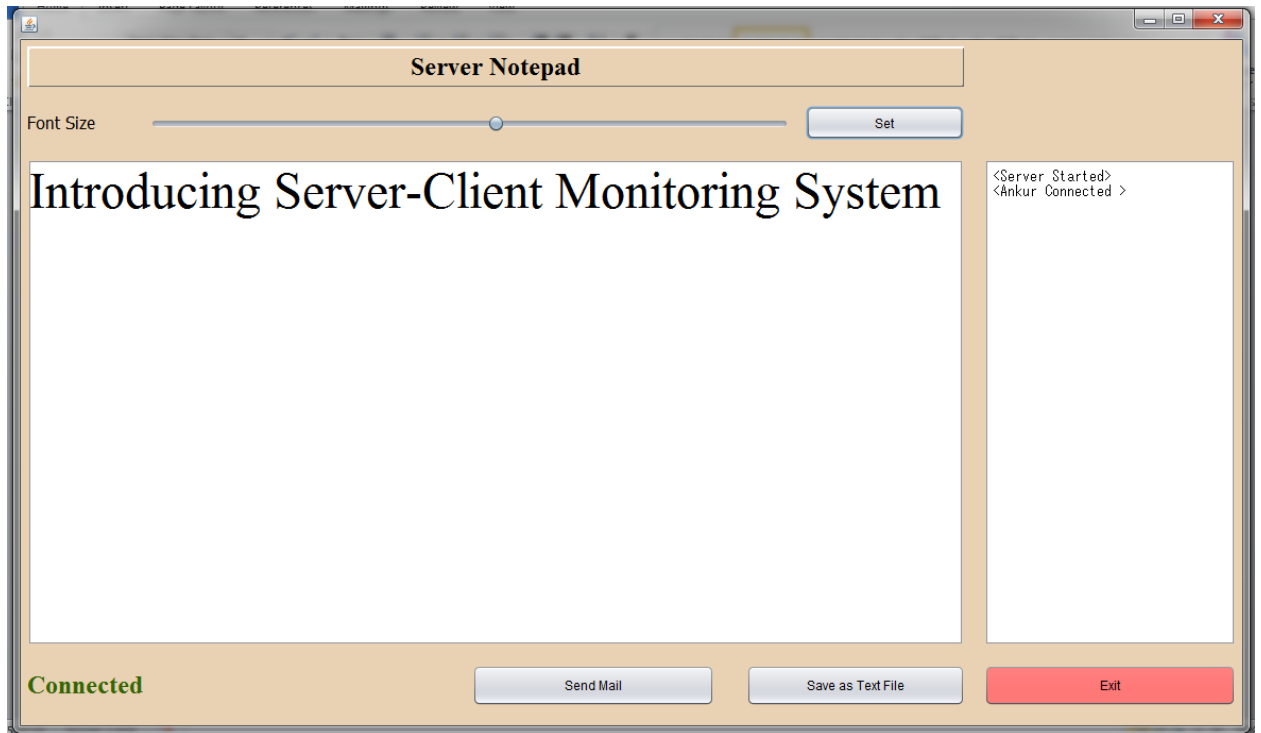 Server Notepad
Font Size
Set
Introducing Server-Client Monitoring System
<Server Started>
<Ankur Connected >
Connected
Send Mail
Save as Text File
Exit